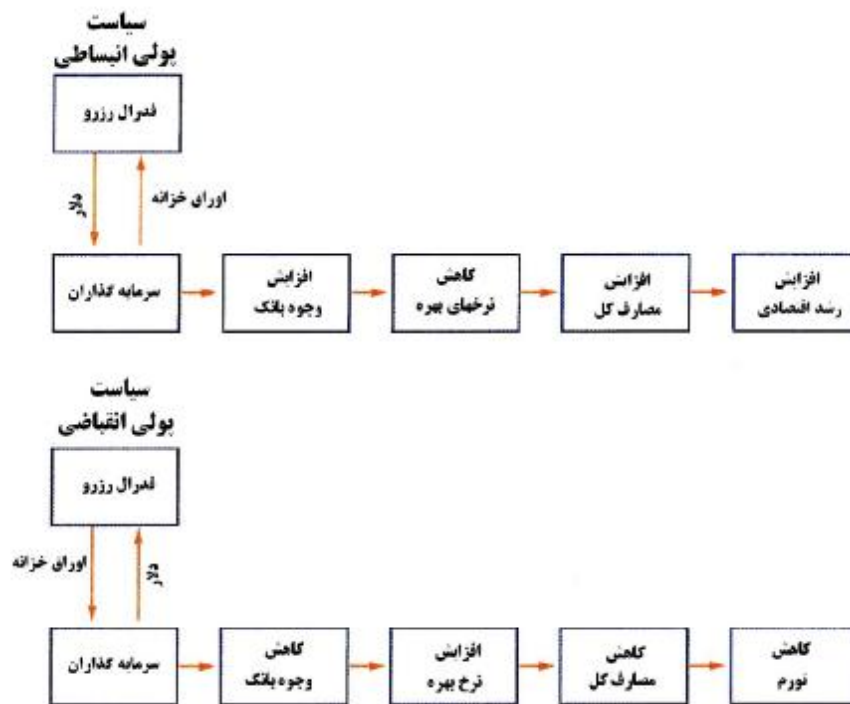 سیاست
پولی انبساطی
فدرال رزرو
دلار
اوراق خزانه
سرمایه گذاران
افزایش
وجوه بانک
کاهش
نرخهای بهره
افزایش
مصارف کل
افزایش
رشد اقتصادی
سیاست
پولی انقباضی
فدرال رزرو
اوراق خزانه
دلار
سرمایه گذاران
کاهش
وجوه بانک
افزایش
نرخ بهره
کاهش
مصارف کل
کاهش
تورم